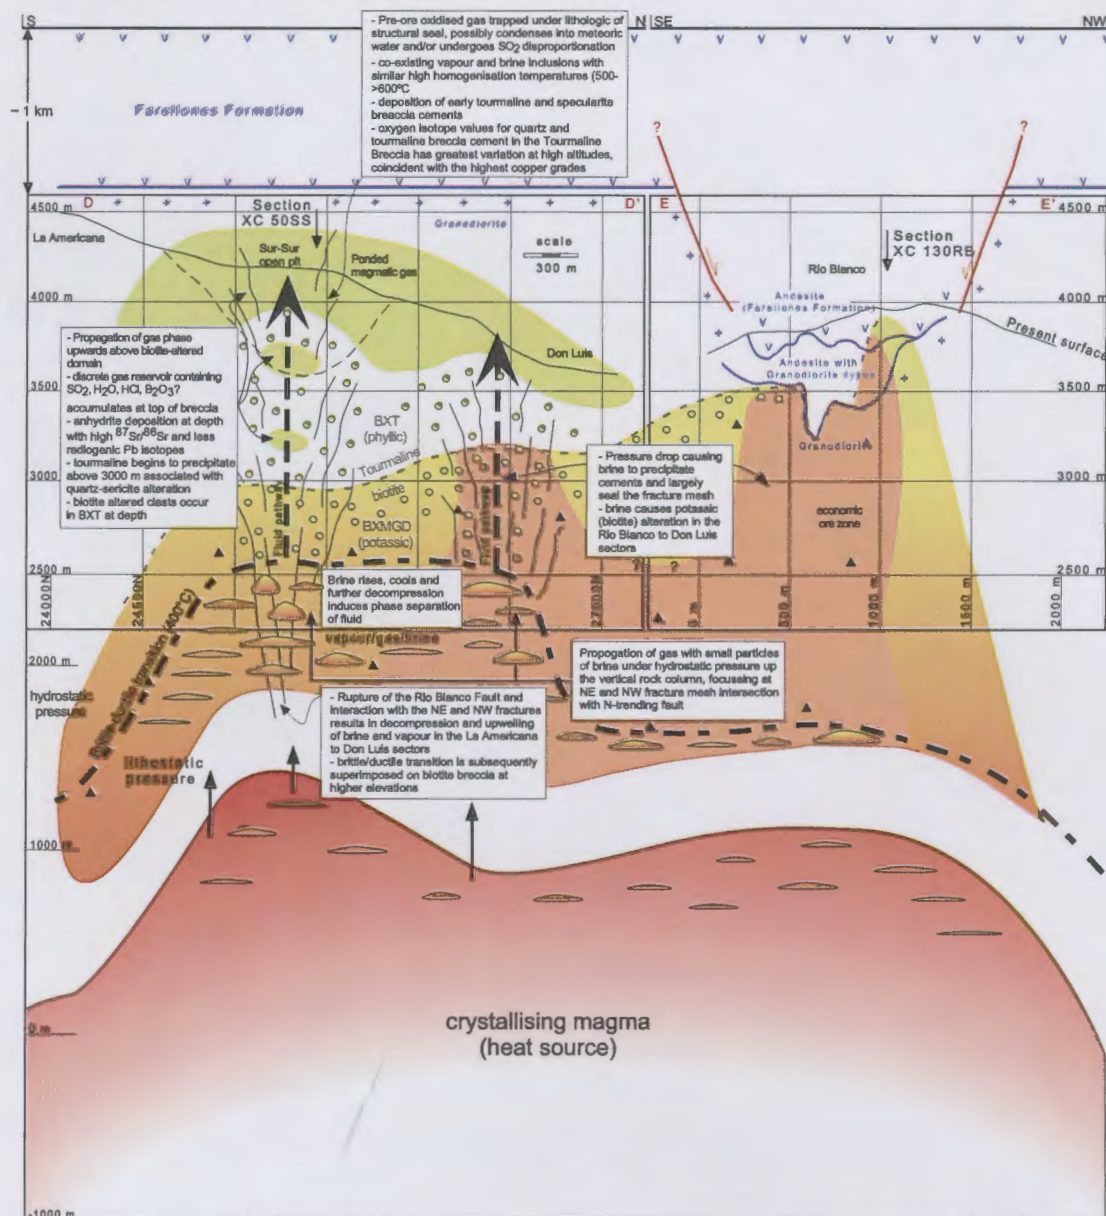 S
N
SE
NW
- Pre-ore oxidised gas trapped under lithologic of
structural seal, possibly condenses into meteoric
water and/or undergoes SO2 disproportionation
- co-existing vapour and brine inclusions with
similar high homogenisation temperatures (500-
>600ºC
- deposition of early tourmaline and specularite
breaccia cements
- oxygen isotope values for quartz and
tourmaline breccia cement in the Tourmaline
Breccia has greatest variation at high altitudes,
coincident with the highest copper grades
~ 1 km
Farellones Formation
?
?
4500 m
D
Section
XC 50SS
Granodiorite
D'
E
E'
4500 m
La Americana
Sur-Sur
open pit
Ponded
magmatic gas
scale
300 m
Section
XC 130RB
Rio Blanco
4000 m
Andesite
(Farellones Formation)
4000 m
Present surface
Don Luis
Andesite with
Granodiorite dykes
- Propagation of gas phase
upwards above biotite-altered
domain
- discrete gas reservoir containing
SO2, H2O, HCl, B2O3?
accumulates at top of breccia
- anhydrite deposition at depth
with high 87Sr/86Sr and less
radiogenic Pb isotopes
- tourmaline begins to precipitate
above 3000 m associated with
quartz-sericite alteration
- biotite altered clasts occur
in BXT at depth
3500 m
3500 m
BXT
(phyllic)
Granodiorite
Tourmaline
biotite
3000 m
- Pressure drop causing
brine to precipitate
cements and largely
seal the fracture mesh
- brine causes potassic
(biotite) alteration in the
Rio Blanco to Don Luis
sectors
economic
ore zone
BXMGD
(potassic)
Fluid pathway
Fluid pathway
2500 m
? ?
2500 m
24000N
24500N
27000N
0 m
500 m
1000 m
1500 m
2000 m
Brine rises, cools and
further decompression
induces phase separation
of fluid
vapour/gas/brine
Brittle-ductile transition (400ºC)
2000 m
hydrostatic
pressure
Propogation of gas with small particles
of brine under hydrostatic pressure up
the vertical rock column, focussing at
NE and NW fracture mesh intersection
with N-trending fault
- Rupture of the Rio Blanco Fault and
interaction with the NE and NW fractures
results in decompression and upwelling
of brine and vapour in the La Americana
to Don Luis sectors
- brittle/ductile transition is subsequently
superimposed on biotite breccia at
higher elevations
lithostatic
pressure
1000 m
0 m
crystallising magma
(heat source)
-1000 m